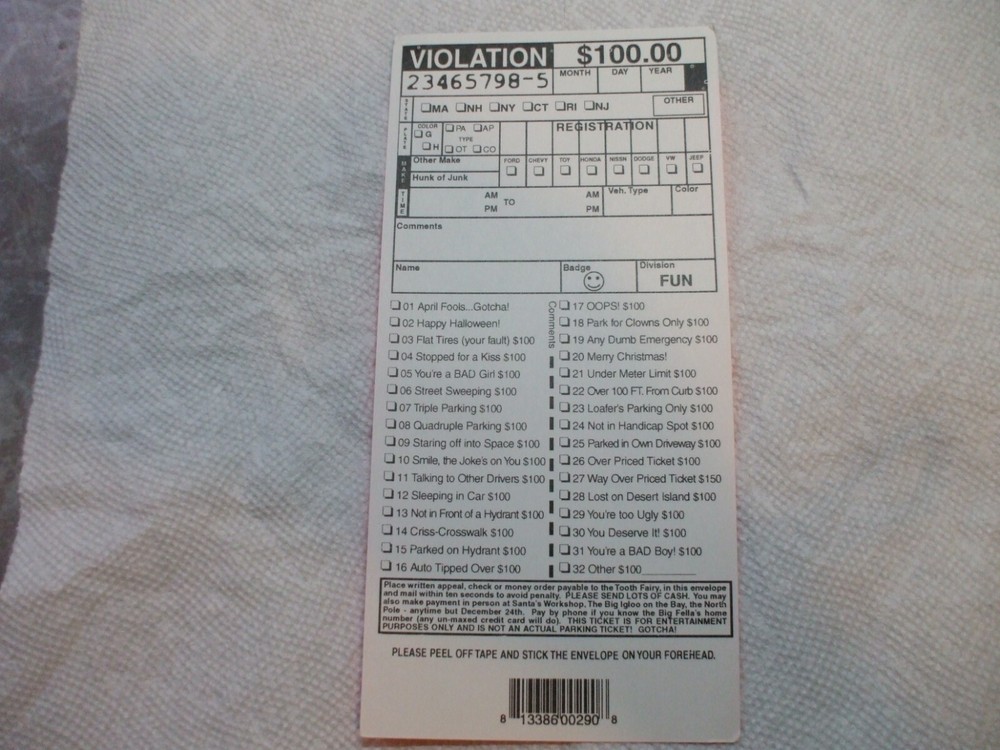 VIOLATION $100.00
23465798-5 MONTH DAY YEAR
STATE MA NH NY CT RI NJ OTHER
PLATE COLOR G PA AP REGISTRATION
TYPE
H OT CO
MAKE Other Make FORD CHEVY TOY HONDA NISSN DODGE VW JEEP
Hunk of Junk
TIME AM TO AM Veh. Type Color
PM PM
Comments
Name Badge Division
FUN
01 April Fools...Gotcha!
02 Happy Halloween!
03 Flat Tires (your fault) $100
04 Stopped for a Kiss $100
05 You're a BAD Girl $100
06 Street Sweeping $100
07 Triple Parking $100
08 Quadruple Parking $100
09 Staring off into Space $100
10 Smile, the Joke's on You $100
11 Talking to Other Drivers $100
12 Sleeping in Car $100
13 Not in Front of a Hydrant $100
14 Criss-Crosswalk $100
15 Parked on Hydrant $100
16 Auto Tipped Over $100
Comments
17 OOPS! $100
18 Park for Clowns Only $100
19 Any Dumb Emergency $100
20 Merry Christmas!
21 Under Meter Limit $100
22 Over 100 FT. From Curb $100
23 Loafer's Parking Only $100
24 Not in Handicap Spot $100
25 Parked in Own Driveway $100
26 Over Priced Ticket $100
27 Way Over Priced Ticket $150
28 Lost on Desert Island $100
29 You're too Ugly $100
30 You Deserve It! $100
31 You're a BAD Boy! $100
32 Other $100
Place written appeal, check or money order payable to the Tooth Fairy, in this envelope
and mail within ten seconds to avoid penalty. PLEASE SEND LOTS OF CASH. You may
also make payment in person at Santa's Workshop, The Big Igloo on the Bay, the North
Pole - anytime but December 24th. Pay by phone if you know the Big Fella's home
number (any un-maxed credit card will do). THIS TICKET IS FOR ENTERTAINMENT
PURPOSES ONLY AND IS NOT AN ACTUAL PARKING TICKET! GOTCHA!
PLEASE PEEL OFF TAPE AND STICK THE ENVELOPE ON YOUR FOREHEAD.
8 13386 00290 8